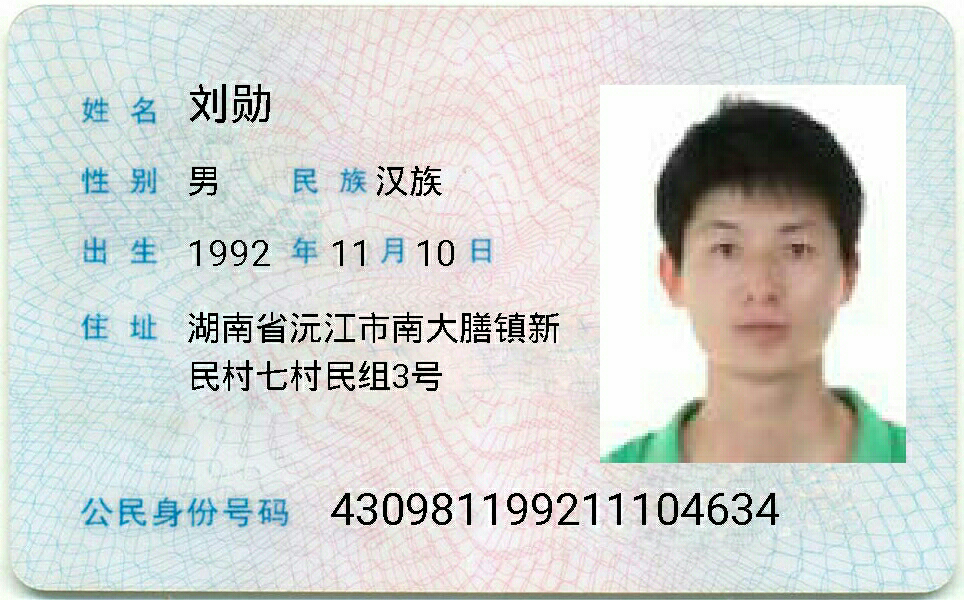 姓名 刘勋
性别 男 民族 汉族
出生 1992 年 11 月 10 日
住址 湖南省沅江市南大膳镇新
民村七村民组3号
公民身份号码 430981199211104634